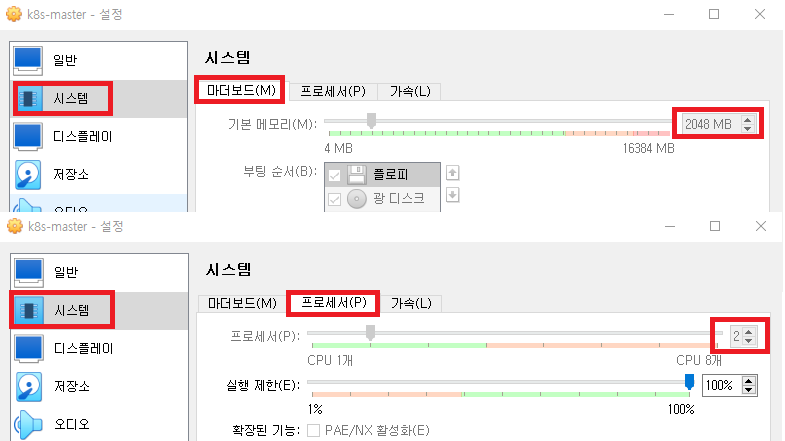 k8s-master - 설정
일반
시스템
디스플레이
저장소
오디오
시스템
마더보드(M) 프로세서(P) 가속(L)
기본 메모리(M): 2048 MB
4 MB 16384 MB
부팅 순서(B): 플로피
광 디스크
k8s-master - 설정
일반
시스템
디스플레이
저장소
오디오
시스템
마더보드(M) 프로세서(P) 가속(L)
프로세서(P): 2
CPU 1개 CPU 8개
실행 제한(E): 100%
1% 100%
확장된 기능: PAE/NX 활성화(E)